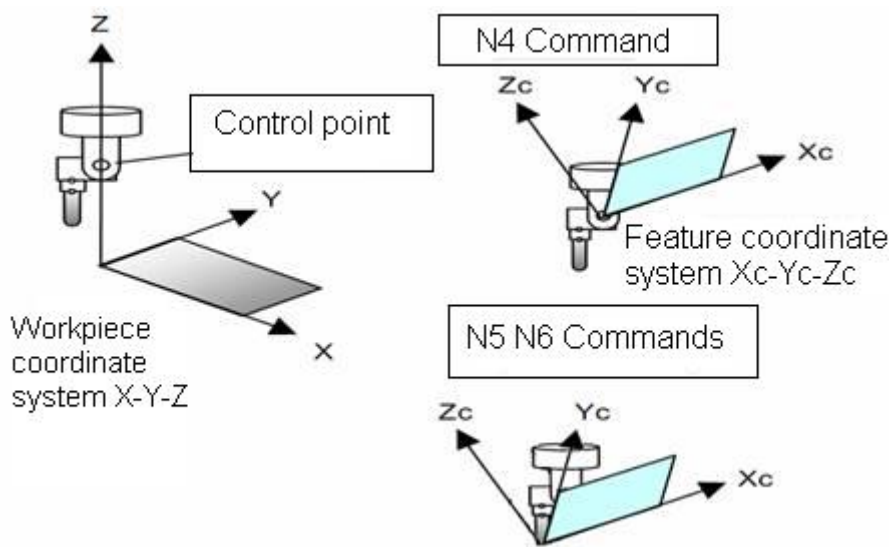 Z
Control point
Y
X
Workpiece
coordinate
system X-Y-Z
N4 Command
Zc
Yc
Xc
Feature coordinate
system Xc-Yc-Zc
N5 N6 Commands
Zc
Yc
Xc